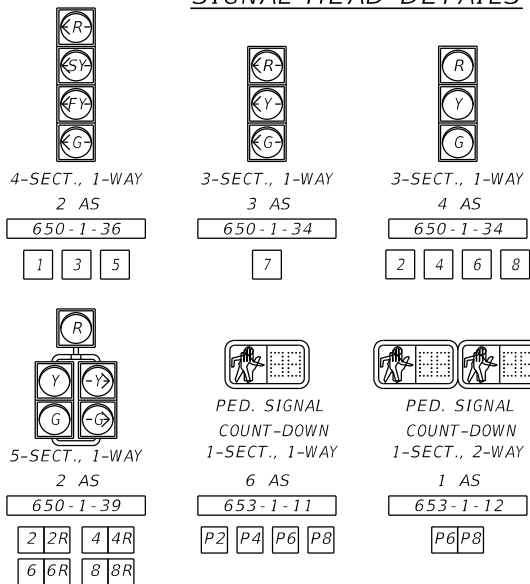 SIGNAL HEAD DETAILS
R
SY
FY
G
4-SECT., 1-WAY
2 AS
650-1-36
1 3 5
R
Y
G
3-SECT., 1-WAY
3 AS
650-1-34
7
R
Y
G
3-SECT., 1-WAY
4 AS
650-1-34
2 4 6 8
R
Y Y
G G
5-SECT., 1-WAY
2 AS
650-1-39
2 2R 4 4R
6 6R 8 8R
PED. SIGNAL
COUNT-DOWN
1-SECT., 1-WAY
6 AS
653-1-11
P2 P4 P6 P8
PED. SIGNAL
COUNT-DOWN
1-SECT., 2-WAY
1 AS
653-1-12
P6 P8